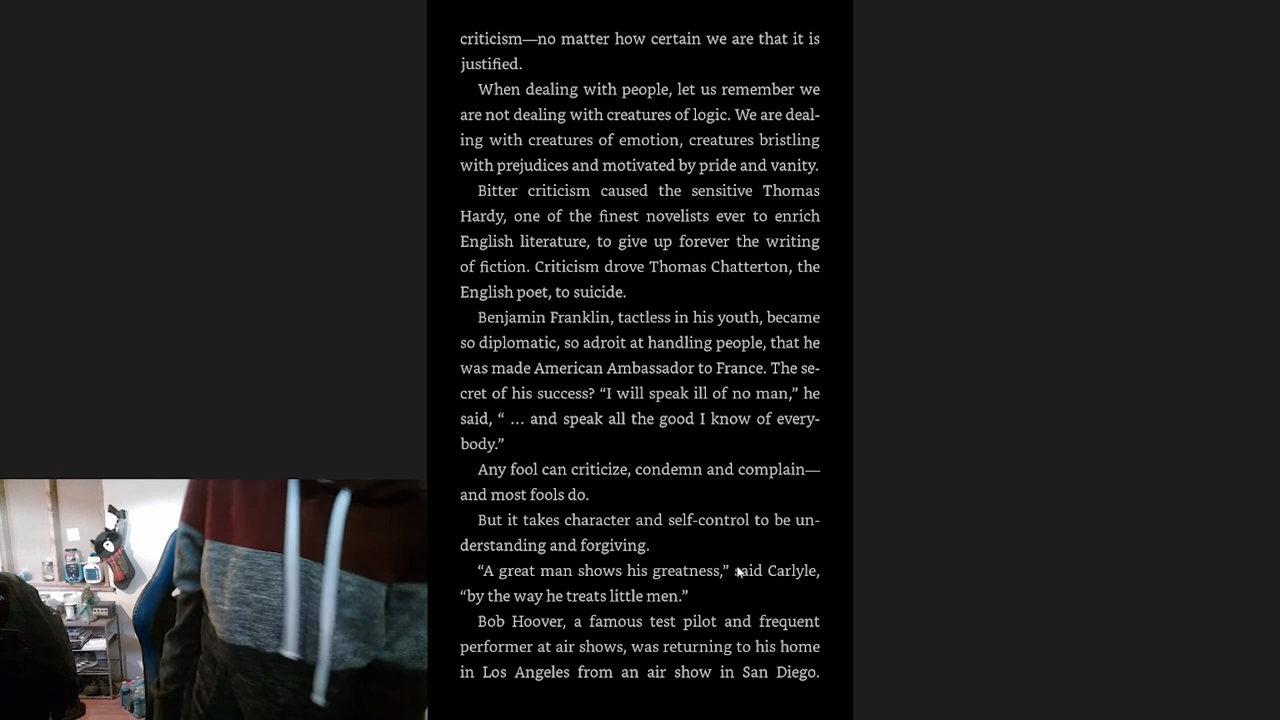 criticism—no matter how certain we are that it is
justified.
When dealing with people, let us remember we
are not dealing with creatures of logic. We are deal-
ing with creatures of emotion, creatures bristling
with prejudices and motivated by pride and vanity.
Bitter criticism caused the sensitive Thomas
Hardy, one of the finest novelists ever to enrich
English literature, to give up forever the writing
of fiction. Criticism drove Thomas Chatterton, the
English poet, to suicide.
Benjamin Franklin, tactless in his youth, became
so diplomatic, so adroit at handling people, that he
was made American Ambassador to France. The se-
cret of his success? “I will speak ill of no man,” he
said, “ … and speak all the good I know of every-
body.”
Any fool can criticize, condemn and complain—
and most fools do.
But it takes character and self-control to be un-
derstanding and forgiving.
“A great man shows his greatness,” said Carlyle,
“by the way he treats little men.”
Bob Hoover, a famous test pilot and frequent
performer at air shows, was returning to his home
in Los Angeles from an air show in San Diego.